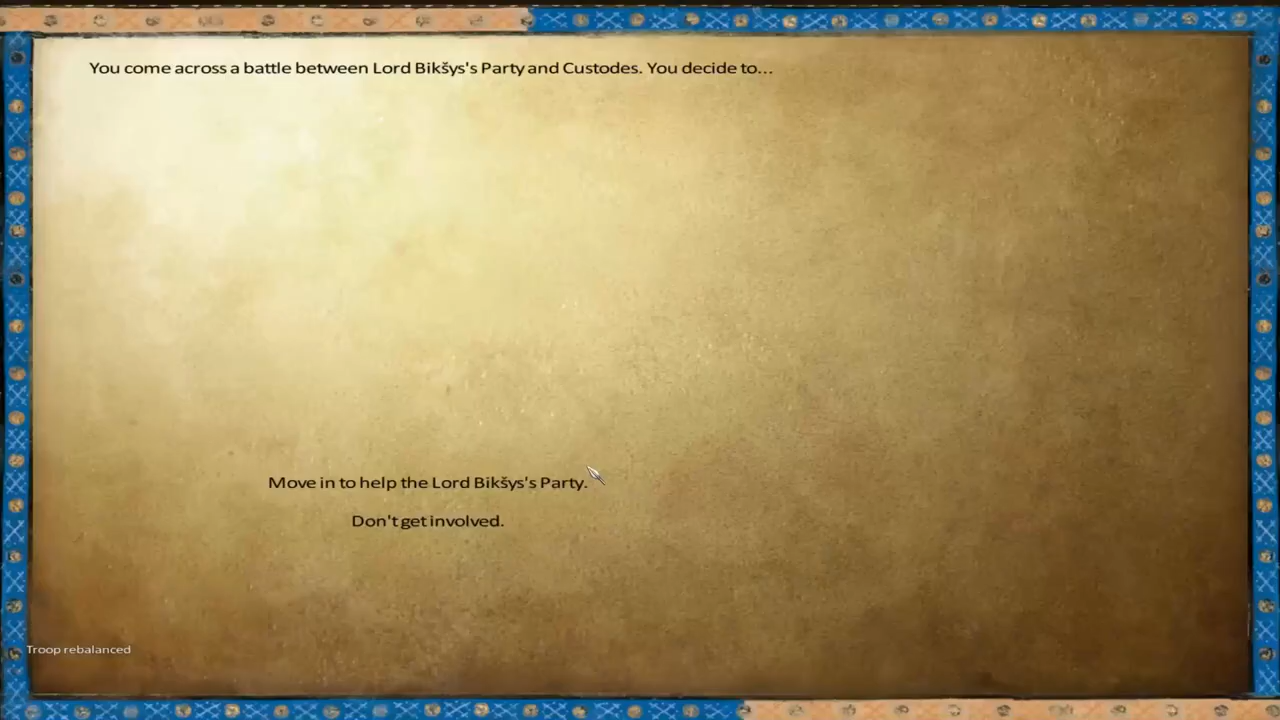 You come across a battle between Lord Bikšys's Party and Custodes. You decide to...
Move in to help the Lord Bikšys's Party.
Don't get involved.
Troop rebalanced